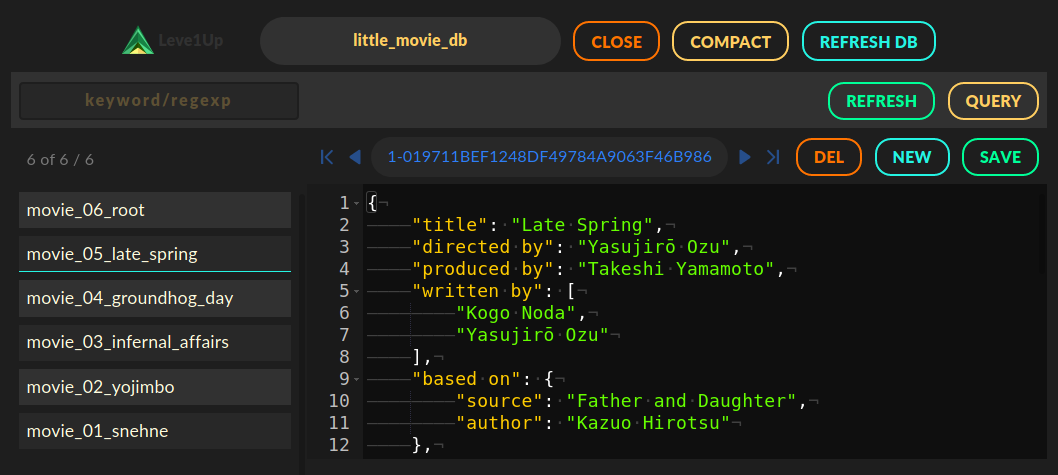 Leve1Up
little_movie_db
CLOSE
COMPACT
REFRESH DB
keyword/regexp
REFRESH
QUERY
6 of 6 / 6
1-019711BEF1248DF49784A9063F46B986
DEL
NEW
SAVE
movie_06_root
movie_05_late_spring
movie_04_groundhog_day
movie_03_infernal_affairs
movie_02_yojimbo
movie_01_snehne
1 {
2 "title": "Late Spring",
3 "directed by": "Yasujirō Ozu",
4 "produced by": "Takeshi Yamamoto",
5 "written by": [
6 "Kogo Noda",
7 "Yasujirō Ozu"
8 ],
9 "based on": {
10 "source": "Father and Daughter",
11 "author": "Kazuo Hirotsu"
12 },